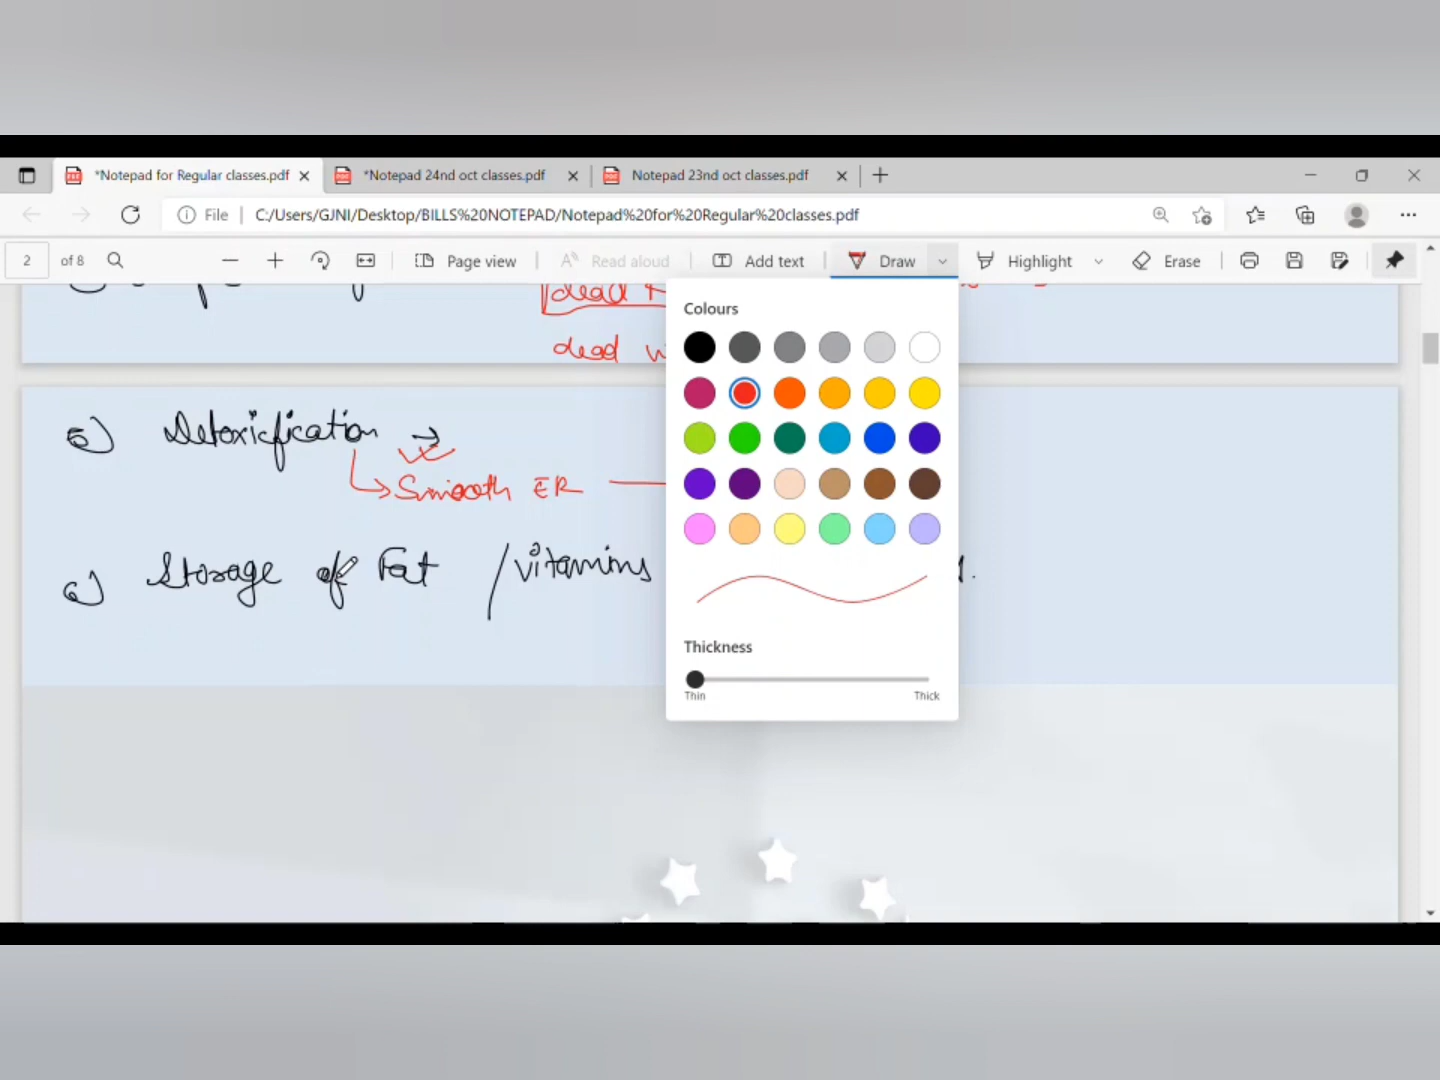 *Notepad for Regular classes.pdf *Notepad 24nd oct classes.pdf Notepad 23nd oct classes.pdf
File C:/Users/GJNI/Desktop/BILLS%20NOTEPAD/Notepad%20for%20Regular%20classes.pdf
2 of 8 Page view Read aloud Add text Draw Highlight Erase
dead
dead
Colours
5) Detoxicfication →
Smooth ER
6) Storage of Fat / vitamins
Thickness
Thin Thick